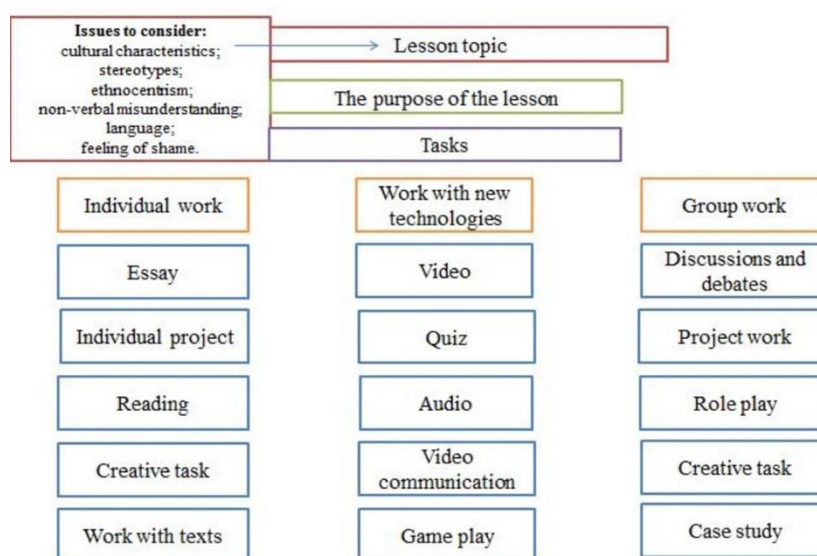 Issues to consider:
cultural characteristics;
stereotypes;
ethnocentrism;
non-verbal misunderstanding;
language;
feeling of shame.
Lesson topic
The purpose of the lesson
Tasks
Individual work
Work with new
technologies
Group work
Essay
Video
Discussions and
debates
Individual project
Quiz
Project work
Reading
Audio
Role play
Creative task
Video
communication
Creative task
Work with texts
Game play
Case study